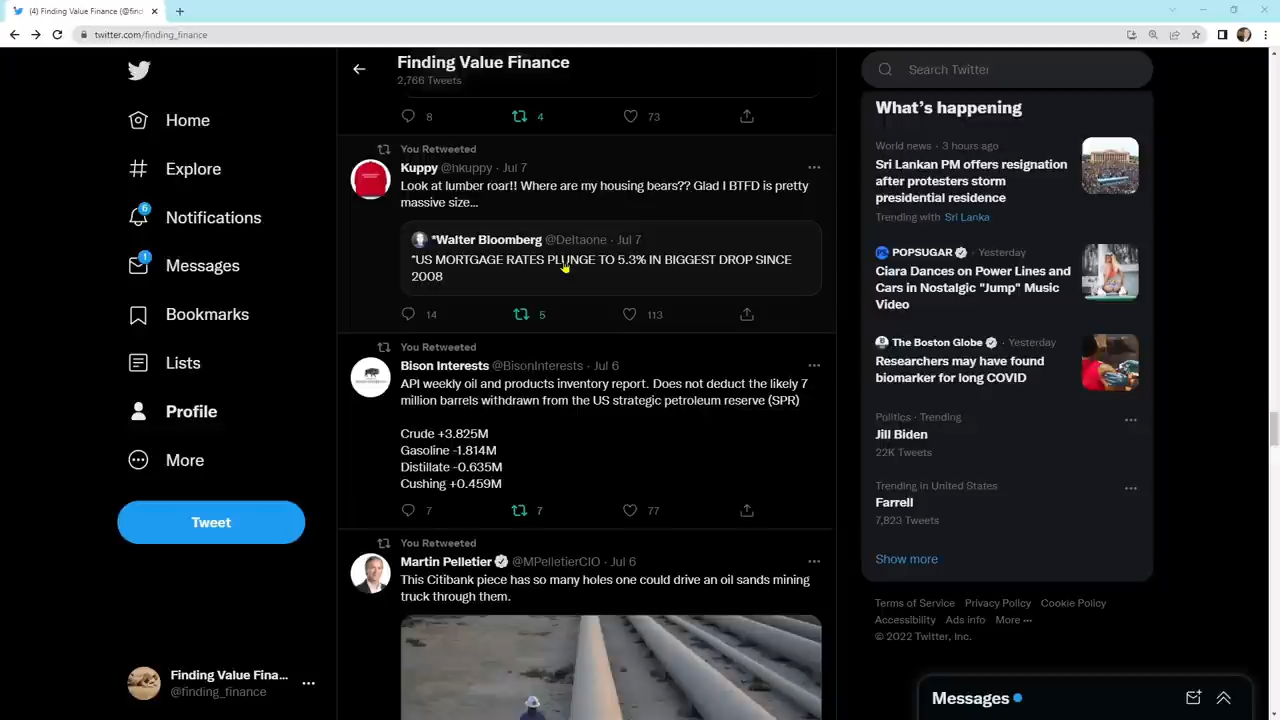 (4) Finding Value Finance (@find
twitter.com/finding_finance
Home
Explore
6
Notifications
1
Messages
Bookmarks
Lists
Profile
More
Tweet
Finding Value Fina...
@finding_finance
Finding Value Finance
2,766 Tweets
8
4
73
You Retweeted
Kuppy @hkuppy · Jul 7
Look at lumber roar!! Where are my housing bears?? Glad I BTFD is pretty
massive size...
*Walter Bloomberg @DeItaone · Jul 7
*US MORTGAGE RATES PLUNGE TO 5.3% IN BIGGEST DROP SINCE
2008
14
5
113
You Retweeted
Bison Interests @BisonInterests · Jul 6
API weekly oil and products inventory report. Does not deduct the likely 7
million barrels withdrawn from the US strategic petroleum reserve (SPR)
Crude +3.825M
Gasoline -1.814M
Distillate -0.635M
Cushing +0.459M
7
7
77
You Retweeted
Martin Pelletier @MPelletierCIO · Jul 6
This Citibank piece has so many holes one could drive an oil sands mining
truck through them.
Search Twitter
What's happening
World news · 3 hours ago
Sri Lankan PM offers resignation
after protesters storm
presidential residence
Trending with Sri Lanka
POPSUGAR · Yesterday
Ciara Dances on Power Lines and
Cars in Nostalgic "Jump" Music
Video
The Boston Globe · Yesterday
Researchers may have found
biomarker for long COVID
Politics · Trending
Jill Biden
22K Tweets
Trending in United States
Farrell
7,823 Tweets
Show more
Terms of Service Privacy Policy Cookie Policy
Accessibility Ads info More ···
© 2022 Twitter, Inc.
Messages